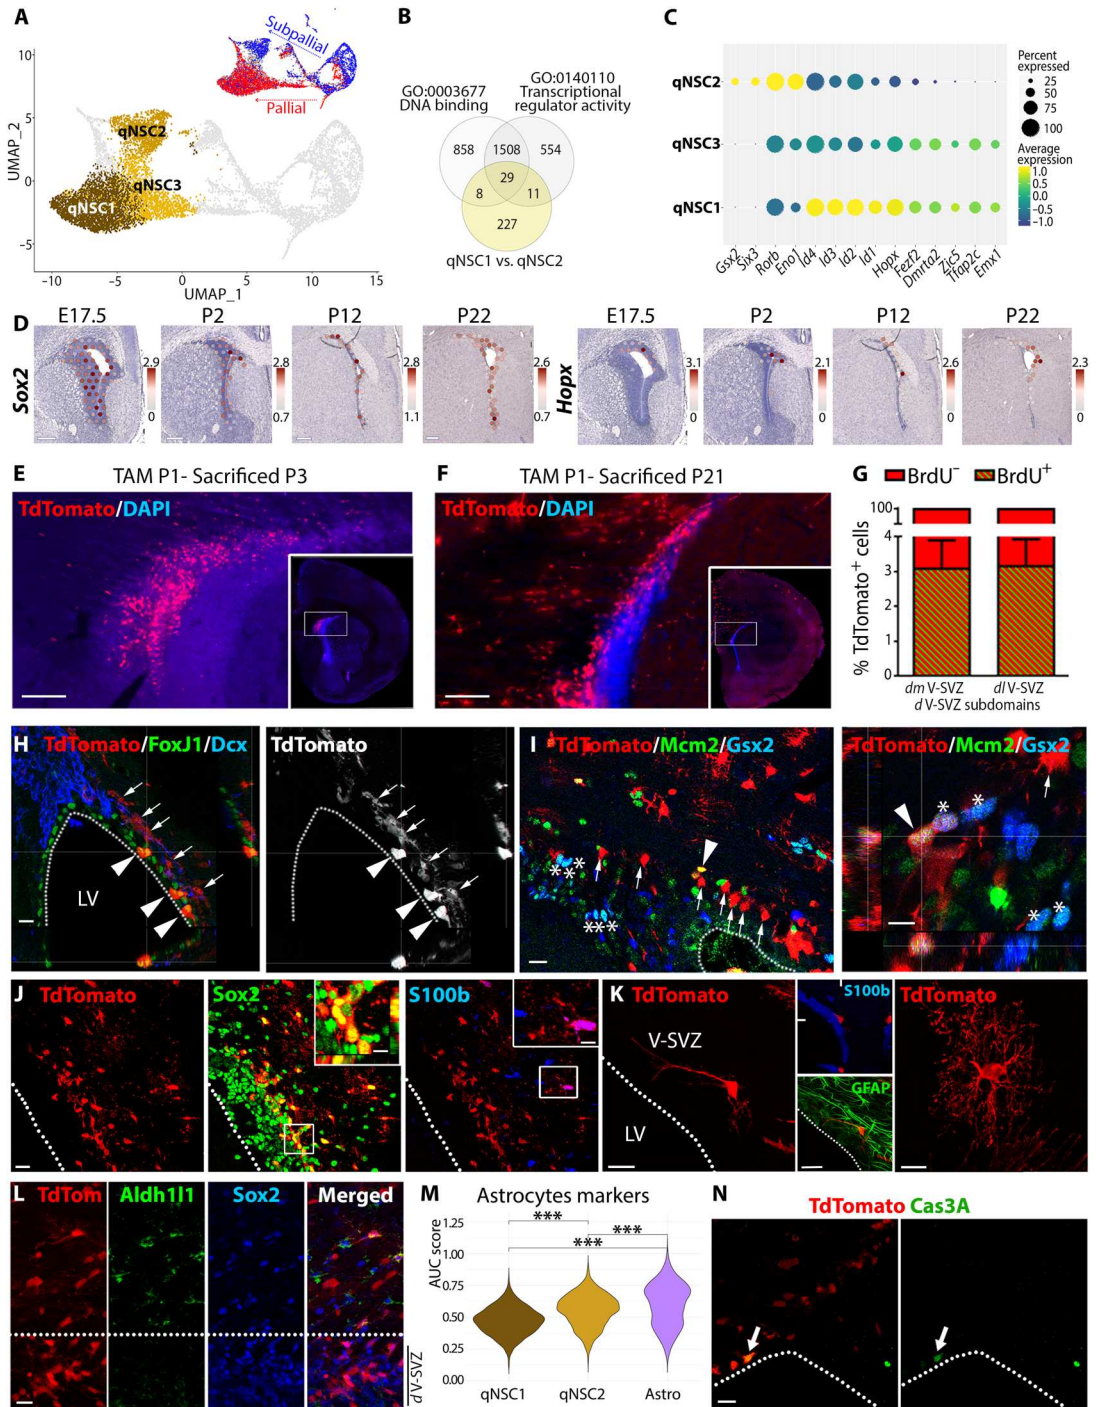 A
10
5
0
−5
UMAP_2
−10
−5
0
5
10
15
UMAP_1
qNSC2
qNSC3
qNSC1
Subpallial
Pallial
B
GO:0003677
DNA binding
GO:0140110
Transcriptional
regulator activity
858
1508
554
29
8
11
227
qNSC1 vs. qNSC2
C
qNSC2
qNSC3
qNSC1
Gsx2
Six3
Rorb
Eno1
Id4
Id3
Id2
Id1
Hopx
Fezf2
Dmrta2
Zic5
Tfap2c
Emx1
Percent
expressed
25
50
75
100
Average
expression
1.0
0.5
0.0
−0.5
−1.0
D
E17.5
P2
P12
P22
Sox2
2.9
0
2.8
0.7
2.8
1.1
2.6
0.7
E17.5
P2
P12
P22
Hopx
3.1
0
2.1
0
2.6
0
2.3
0
E
TAM P1- Sacrificed P3
TdTomato/DAPI
F
TAM P1- Sacrificed P21
TdTomato/DAPI
G
BrdU⁻
BrdU⁺
100
4
3
2
1
0
% TdTomato⁺ cells
dm V-SVZ
dl V-SVZ
d V-SVZ subdomains
H
TdTomato/FoxJ1/Dcx
LV
TdTomato
I
TdTomato/Mcm2/Gsx2
* * *
***
TdTomato/Mcm2/Gsx2
* *
* *
J
TdTomato
Sox2
S100b
K
TdTomato
V-SVZ
LV
S100b
GFAP
TdTomato
L
TdTom
Aldh1l1
Sox2
Merged
d V-SVZ
M
Astrocytes markers
AUC score
1.25
1.00
0.75
0.50
0.25
0.00
***
***
***
qNSC1
qNSC2
Astro
N
TdTomato Cas3A